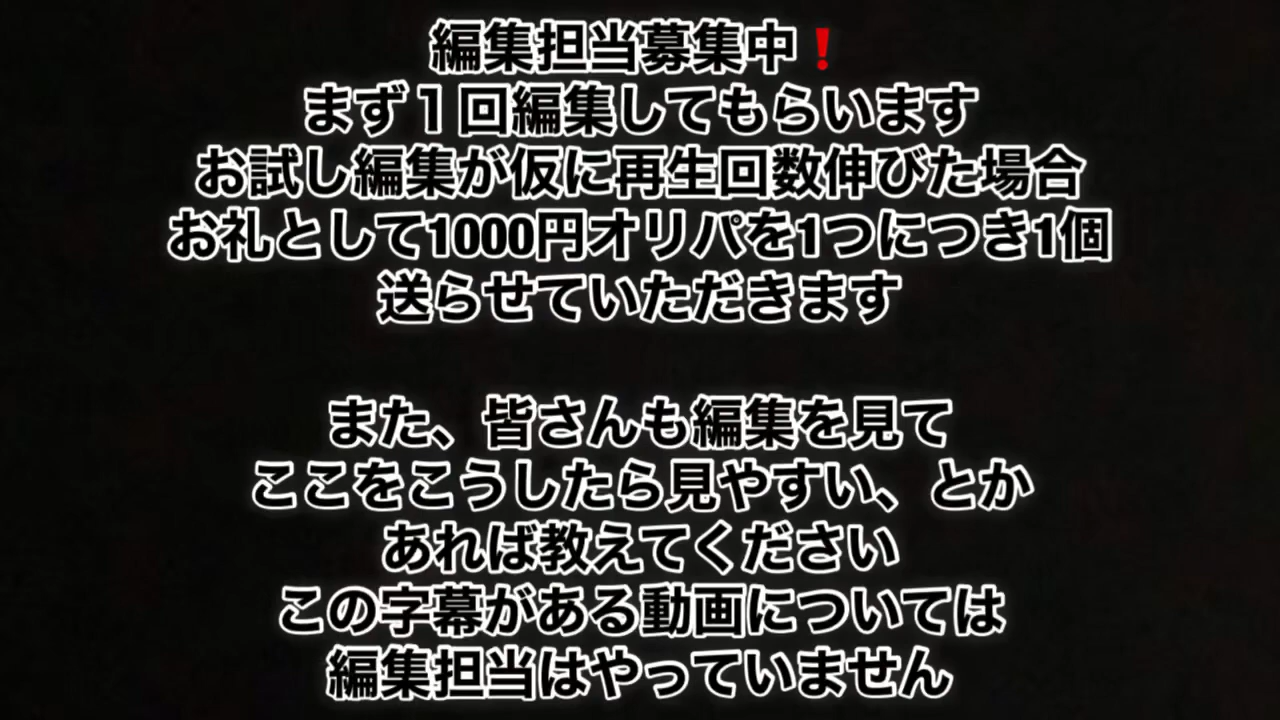 編集担当募集中❗
まず１回編集してもらいます
お試し編集が仮に再生回数伸びた場合
お礼として1000円オリパを1つにつき1個
送らせていただきます
また、皆さんも編集を見て
ここをこうしたら見やすい、とか
あれば教えてください
この字幕がある動画については
編集担当はやっていません